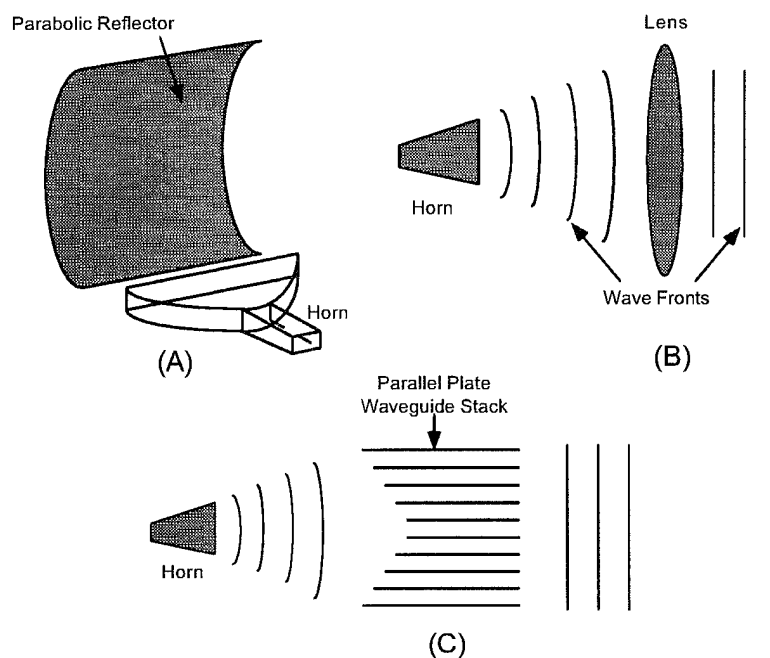 Parabolic Reflector
Horn
(A)
Lens
Horn
Wave Fronts
(B)
Parallel Plate
Waveguide Stack
Horn
(C)